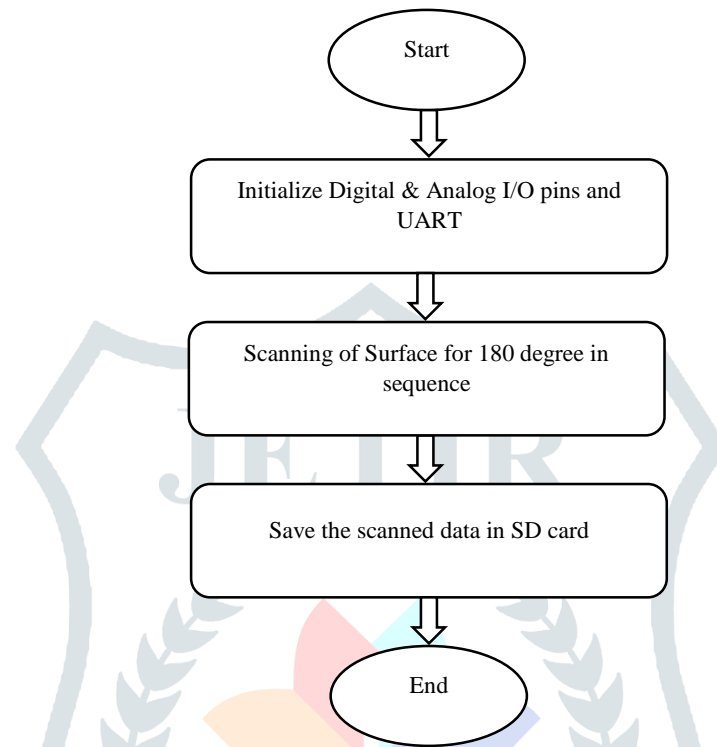 Start
Initialize Digital & Analog I/O pins and
UART
Scanning of Surface for 180 degree in
sequence
JETIR
Save the scanned data in SD card
End